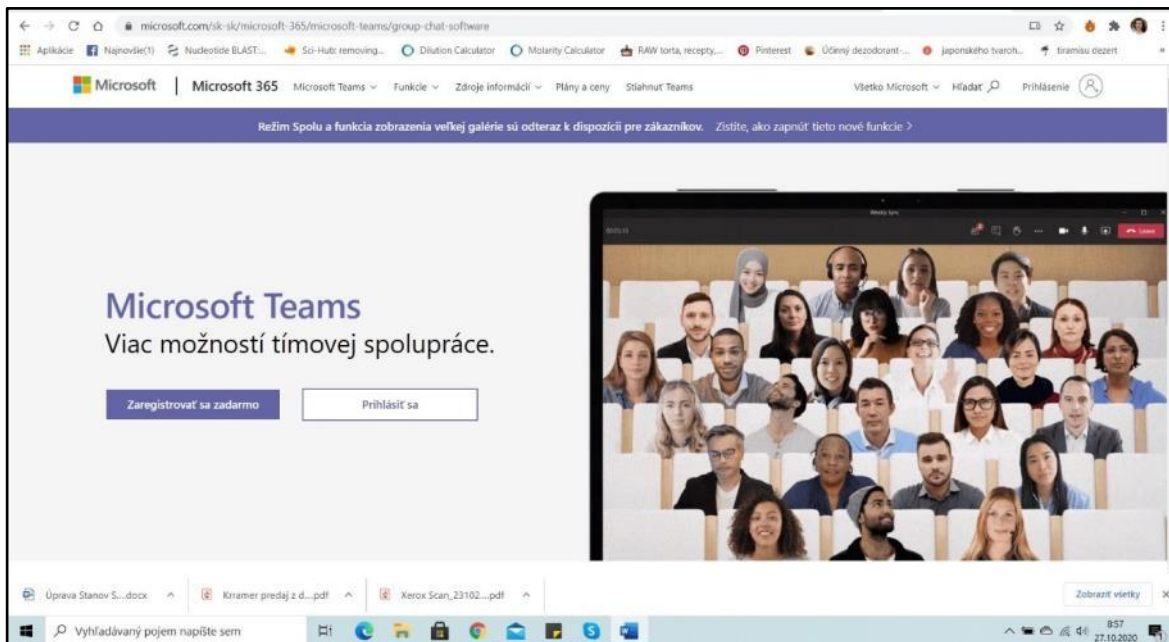 microsoft.com/sk-sk/microsoft-365/microsoft-teams/group-chat-software
Aplikácie Najnovšie(1) Nucleotide BLAST:... Sci-Hub: removing... Dilution Calculator Molarity Calculator RAW torta, recepty,... Pinterest Účinný dezodorant-... japonského tvaroh... tiramisu dezert »
Microsoft | Microsoft 365 Microsoft Teams Funkcie Zdroje informácií Plány a ceny Stiahnuť Teams Všetko Microsoft Hľadať Prihlásenie
Režim Spolu a funkcia zobrazenia veľkej galérie sú odteraz k dispozícii pre zákazníkov. Zistite, ako zapnúť tieto nové funkcie >
Weekly Sync
Leave
Microsoft Teams
Viac možností tímovej spolupráce.
Zaregistrovať sa zadarmo Prihlásiť sa
Úprava Stanov S....docx Krramer predaj z d....pdf Xerox Scan_23102....pdf Zobraziť všetky
Vyhľadávaný pojem napíšte sem 8:57
27.10.2020